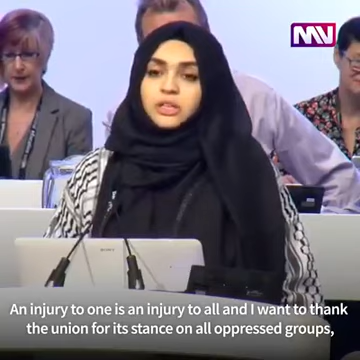 MW
An injury to one is an injury to all and I want to thank
the union for its stance on all oppressed groups,